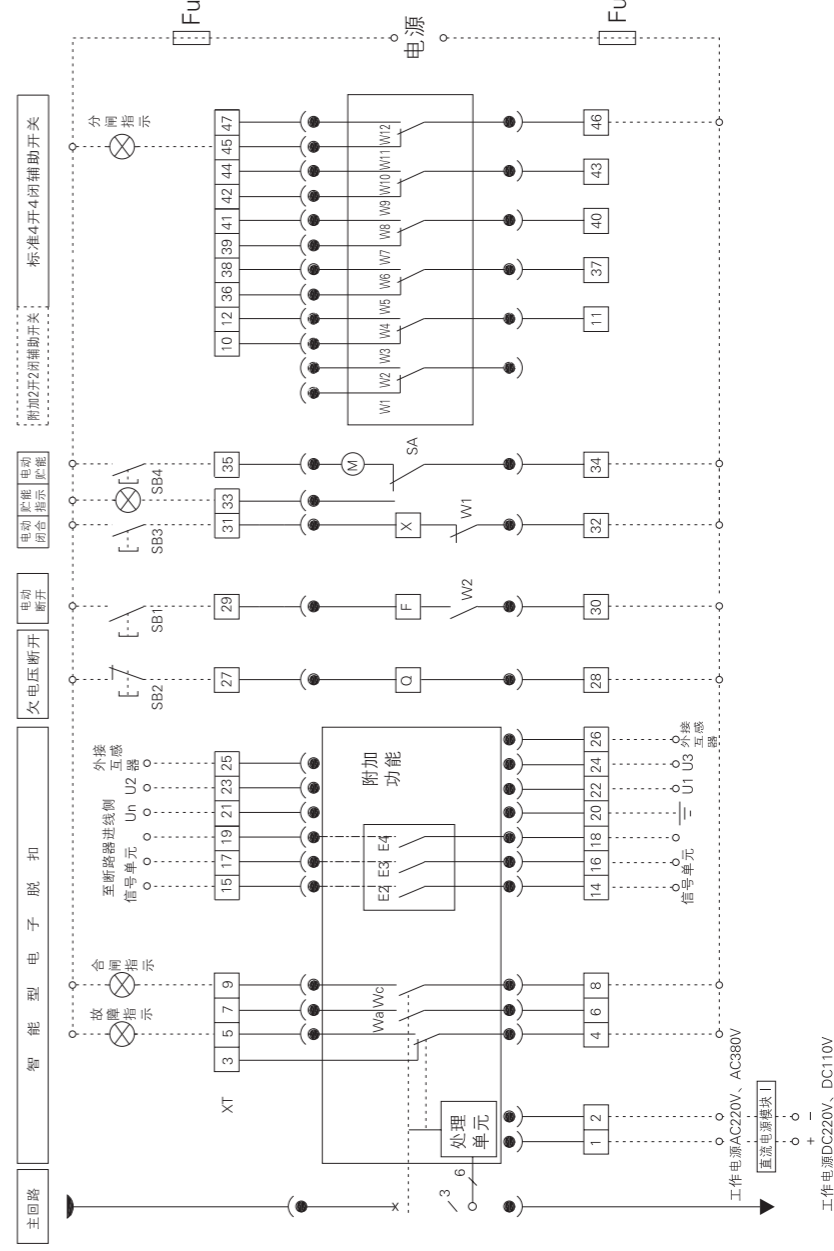 主回路
智能型电子脱扣
欠电压断开
电动断开
电动闭合
贮能指示
电动贮能
附加2开2闭辅助开关
标准4开4闭辅助开关
故障指示
合闸指示
信号单元
至断路器进线侧
Un
U2
外接互感器
SB2
SB1
SB3
SB4
分闸指示
Fu
XT
3 5 7 9 15 17 19 21 23 25 27 29 31 33 35 10 12 36 38 39 41 42 44 45 47
处理单元
6
3
Wa Wc
E2 E3 E4
附加功能
Q
F
W2
X
W1
M
SA
W1 W2 W3 W4 W5 W6 W7 W8 W9 W10 W11 W12
电源
1 2 4 6 8 14 16 18 20 22 24 26 28 30 32 34 11 37 40 43 46
信号单元
U1 U3
外接互感器
Fu
工作电源AC220V、AC380V
直流电源模块 I
+ −
工作电源DC220V、DC110V